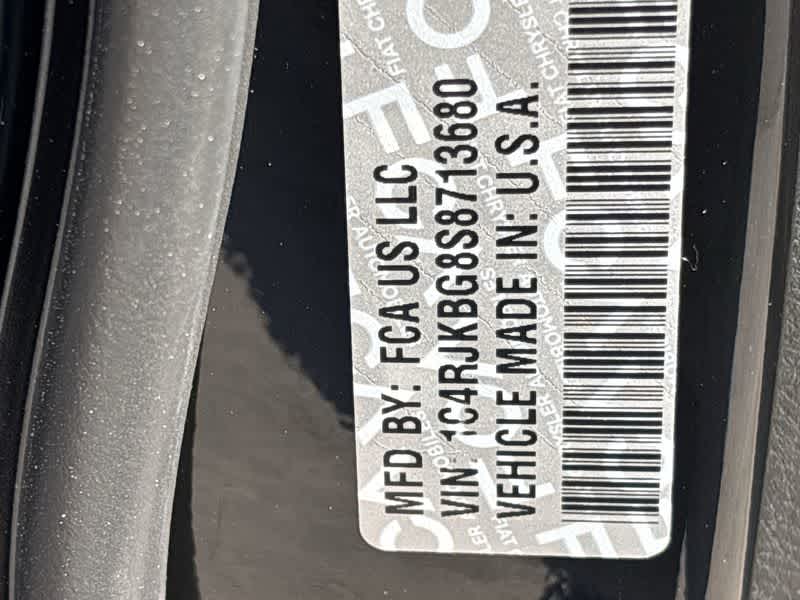 MFD BY: FCA US LLC
VIN: 1C4RJKBG8S8713680
VEHICLE MADE IN: U.S.A.